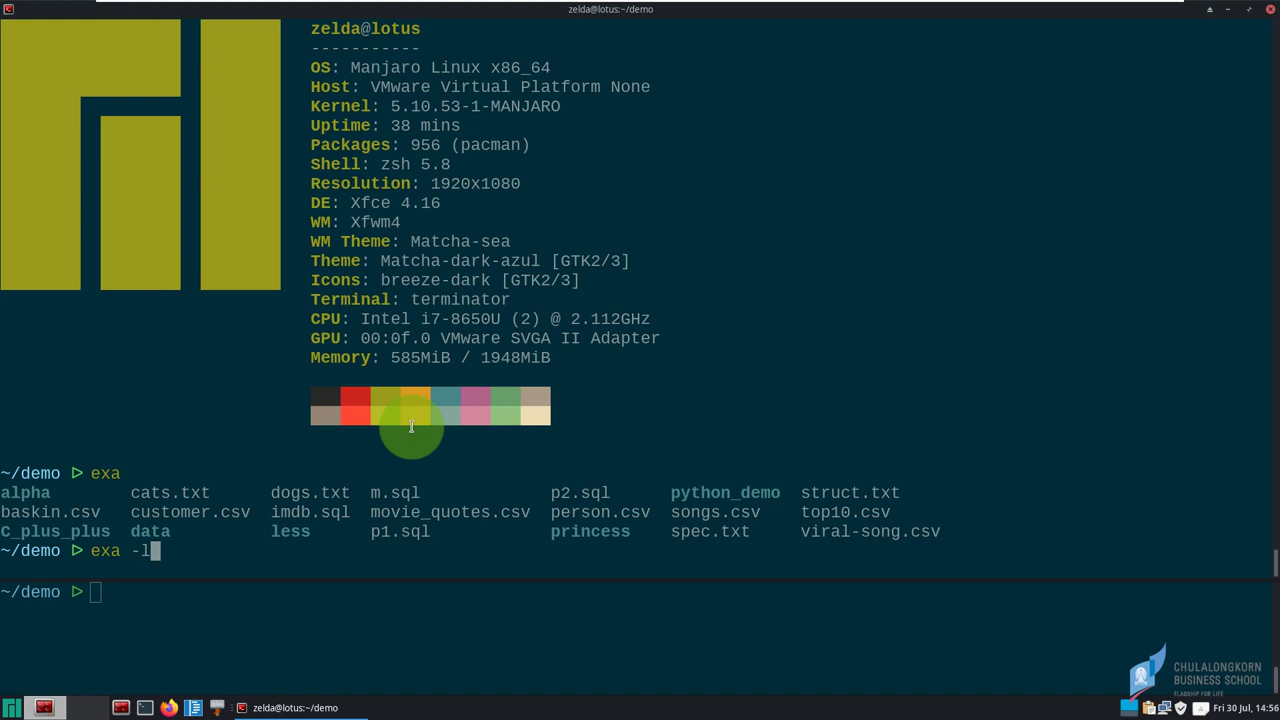 zelda@lotus:~/demo
zelda@lotus
-----------
OS: Manjaro Linux x86_64
Host: VMware Virtual Platform None
Kernel: 5.10.53-1-MANJARO
Uptime: 38 mins
Packages: 956 (pacman)
Shell: zsh 5.8
Resolution: 1920x1080
DE: Xfce 4.16
WM: Xfwm4
WM Theme: Matcha-sea
Theme: Matcha-dark-azul [GTK2/3]
Icons: breeze-dark [GTK2/3]
Terminal: terminator
CPU: Intel i7-8650U (2) @ 2.112GHz
GPU: 00:0f.0 VMware SVGA II Adapter
Memory: 585MiB / 1948MiB
~/demo ▷ exa
alpha cats.txt dogs.txt m.sql p2.sql python_demo struct.txt
baskin.csv customer.csv imdb.sql movie_quotes.csv person.csv songs.csv top10.csv
C_plus_plus data less p1.sql princess spec.txt viral-song.csv
~/demo ▷ exa -l
~/demo ▷
CHULALONGKORN
BUSINESS SCHOOL
FLAGSHIP FOR LIFE
zelda@lotus:~/demo
Fri 30 Jul, 14:56